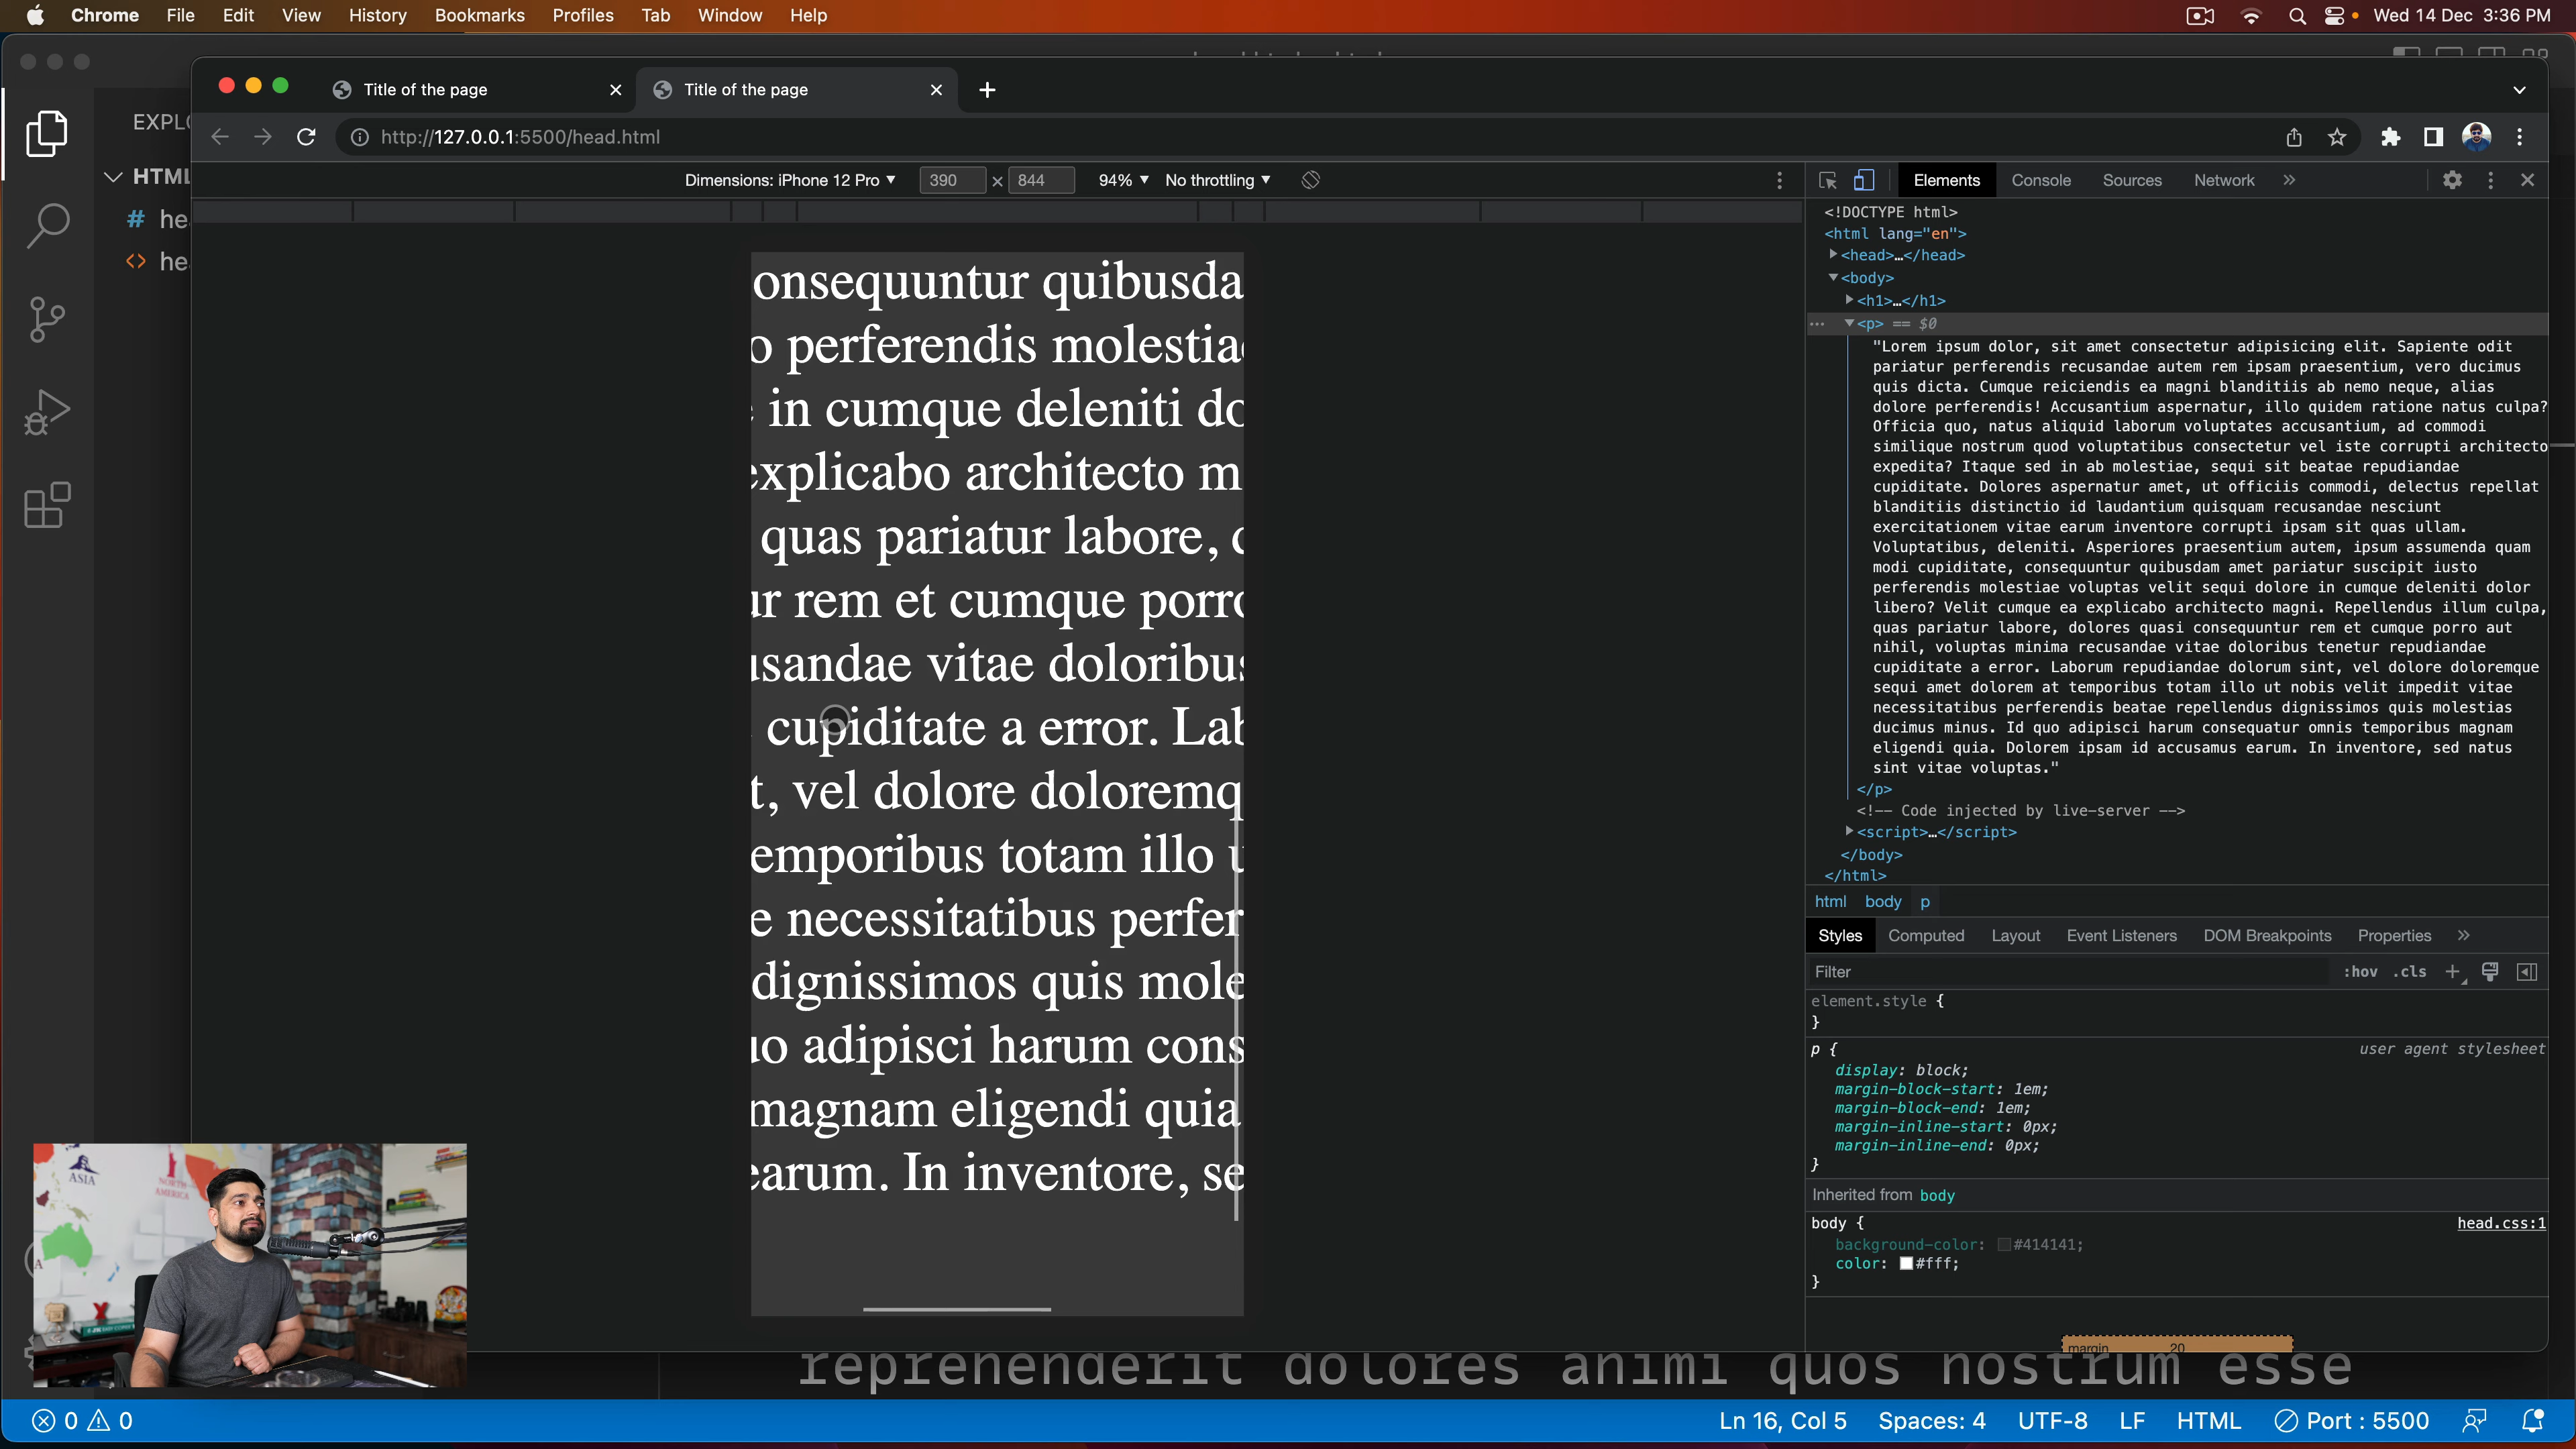 Chrome File Edit View History Bookmarks Profiles Tab Window Help
Wed 14 Dec 3:36 PM
Title of the page
Title of the page
http://127.0.0.1:5500/head.html
EXPLO
HTML
# he
<> he
Dimensions: iPhone 12 Pro ▼ 390 × 844 94% ▼ No throttling ▼
Elements Console Sources Network »
onsequuntur quibusda
o perferendis molestia
in cumque deleniti do
explicabo architecto m
quas pariatur labore,
ur rem et cumque porro
usandae vitae doloribus
cupiditate a error. Lab
t, vel dolore doloremq
emporibus totam illo u
e necessitatibus perfer
dignissimos quis mole
uo adipisci harum cons
magnam eligendi quia
earum. In inventore, se
<!DOCTYPE html>
<html lang="en">
<head>…</head>
<body>
<h1>…</h1>
<p> == $0
"Lorem ipsum dolor, sit amet consectetur adipisicing elit. Sapiente odit
pariatur perferendis recusandae autem rem ipsam praesentium, vero ducimus
quis dicta. Cumque reiciendis ea magni blanditiis ab nemo neque, alias
dolore perferendis! Accusantium aspernatur, illo quidem ratione natus culpa?
Officia quo, natus aliquid laborum voluptates accusantium, ad commodi
similique nostrum quod voluptatibus consectetur vel iste corrupti architecto
expedita? Itaque sed in ab molestiae, sequi sit beatae repudiandae
cupiditate. Dolores aspernatur amet, ut officiis commodi, delectus repellat
blanditiis distinctio id laudantium quisquam recusandae nesciunt
exercitationem vitae earum inventore corrupti ipsam sit quas ullam.
Voluptatibus, deleniti. Asperiores praesentium autem, ipsum assumenda quam
modi cupiditate, consequuntur quibusdam amet pariatur suscipit iusto
perferendis molestiae voluptas velit sequi dolore in cumque deleniti dolor
libero? Velit cumque ea explicabo architecto magni. Repellendus illum culpa,
quas pariatur labore, dolores quasi consequuntur rem et cumque porro aut
nihil, voluptas minima recusandae vitae doloribus tenetur repudiandae
cupiditate a error. Laborum repudiandae dolorum sint, vel dolore doloremque
sequi amet dolorem at temporibus totam illo ut nobis velit impedit vitae
necessitatibus perferendis beatae repellendus dignissimos quis molestias
ducimus minus. Id quo adipisci harum consequatur omnis temporibus magnam
eligendi quia. Dolorem ipsam id accusamus earum. In inventore, sed natus
sint vitae voluptas."
</p>
<!-- Code injected by live-server -->
<script>…</script>
</body>
</html>
html body p
Styles Computed Layout Event Listeners DOM Breakpoints Properties »
Filter :hov .cls
element.style {
}
p { user agent stylesheet
display: block;
margin-block-start: 1em;
margin-block-end: 1em;
margin-inline-start: 0px;
margin-inline-end: 0px;
}
Inherited from body
body { head.css:1
background-color: #414141;
color: #fff;
}
margin 20
ASIA
NORTH
AMERICA
reprehenderit dolores animi quos nostrum esse
0 0
Ln 16, Col 5 Spaces: 4 UTF-8 LF HTML Port : 5500